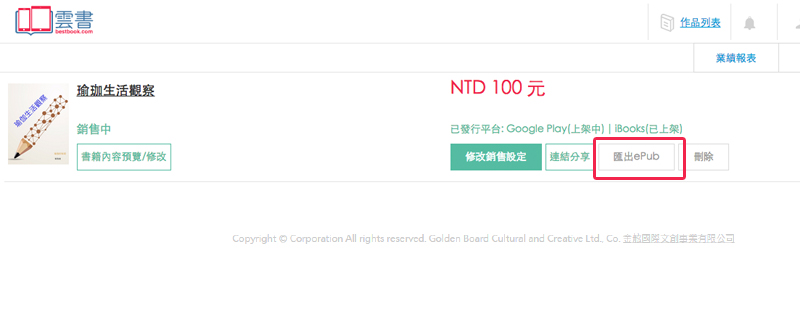 雲書
bestbook.com
作品列表
業績報表
瑜珈生活觀察
瑜珈生活觀察
NTD 100 元
銷售中
已發行平台: Google Play(上架中) | iBooks(已上架)
書籍內容預覽/修改
修改銷售設定
連結分享
匯出ePub
刪除
Copyright © Corporation All rights reserved. Golden Board Cultural and Creative Ltd., Co. 金舫國際文創事業有限公司